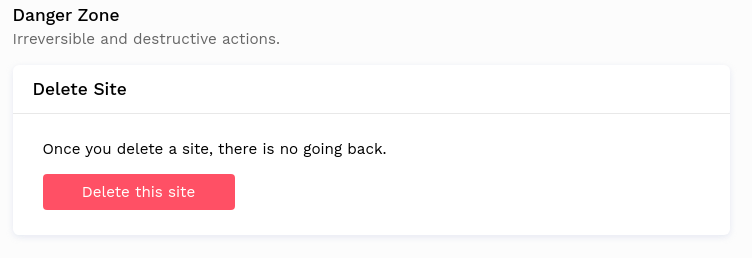 Danger Zone
Irreversible and destructive actions.
Delete Site
Once you delete a site, there is no going back.
Delete this site